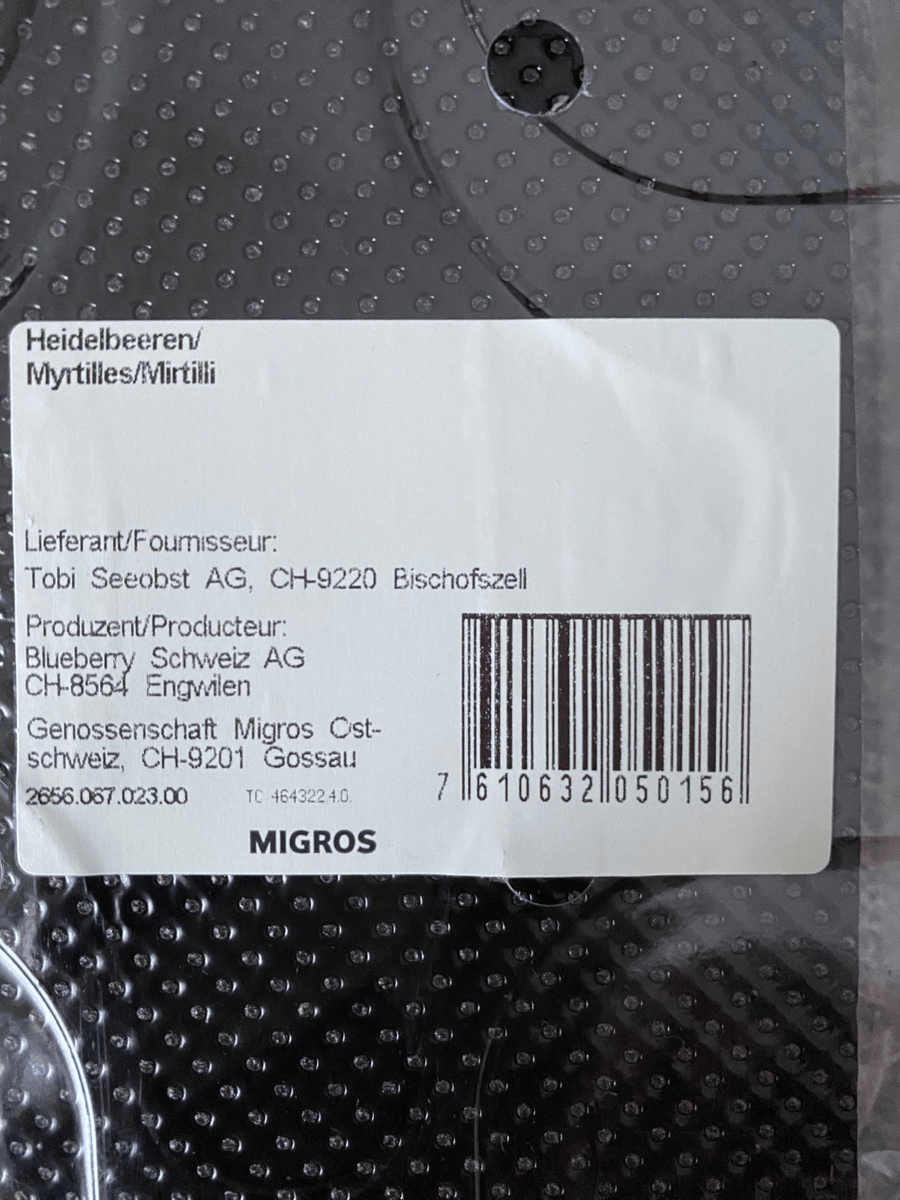 Heidelbeeren/
Myrtilles/Mirtilli
Lieferant/Fournisseur:
Tobi Seeobst AG, CH-9220 Bischofszell
Produzent/Producteur:
Blueberry Schweiz AG
CH-8564 Engwilen
Genossenschaft Migros Ost-
schweiz, CH-9201 Gossau
2656.067.023.00 TC 464322.4.0.
7 610632 050156
MIGROS